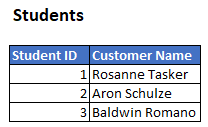 Students
Student ID Customer Name
1 Rosanne Tasker
2 Aron Schulze
3 Baldwin Romano